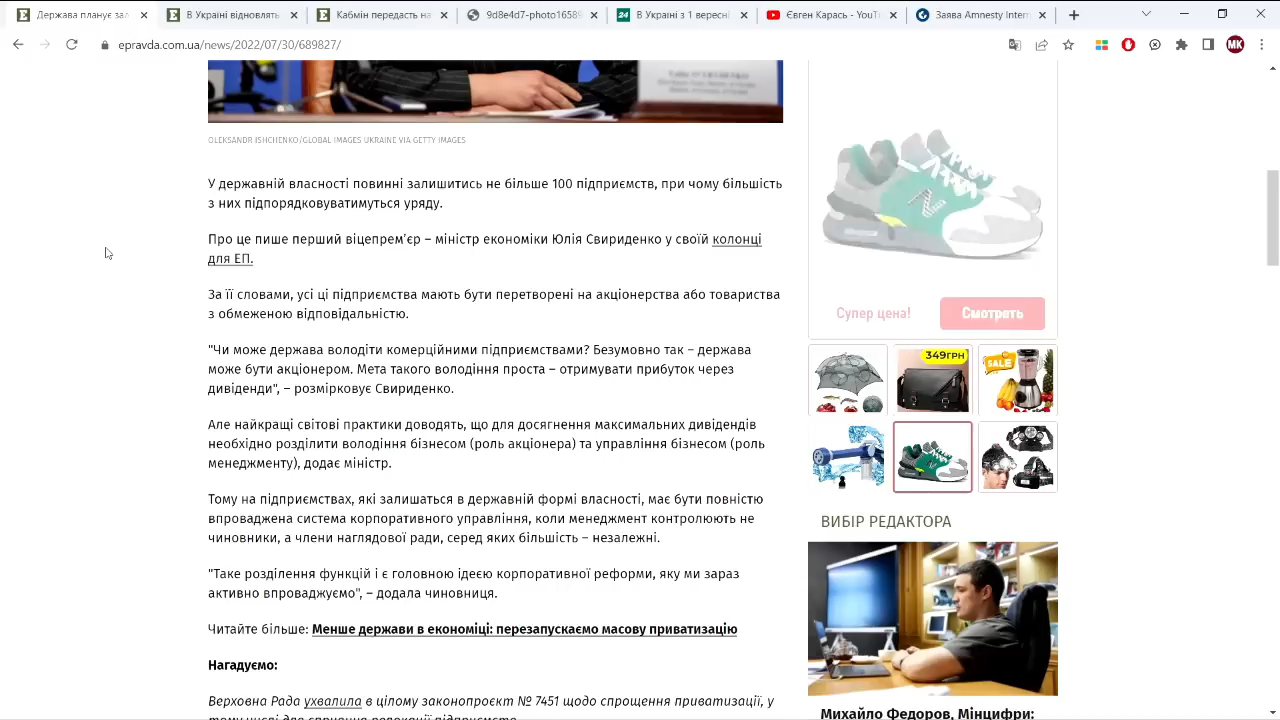 Держава планує зал
В Україні відновлять
Кабмін передасть на
9d8e4d7-photo16589
В Україні з 1 вересні
Євген Карась - YouT
Заява Amnesty Intern
epravda.com.ua/news/2022/07/30/689827/
MK
OLEKSANDR ISHCHENKO/GLOBAL IMAGES UKRAINE VIA GETTY IMAGES
У державній власності повинні залишитись не більше 100 підприємств, при чому більшість
з них підпорядковуватимуться уряду.
Про це пише перший віцепрем'єр – міністр економіки Юлія Свириденко у своїй колонці
для ЕП.
За її словами, усі ці підприємства мають бути перетворені на акціонерства або товариства
з обмеженою відповідальністю.
"Чи може держава володіти комерційними підприємствами? Безумовно так – держава
може бути акціонером. Мета такого володіння проста – отримувати прибуток через
дивіденди", – розмірковує Свириденко.
Але найкращі світові практики доводять, що для досягнення максимальних дивідендів
необхідно розділити володіння бізнесом (роль акціонера) та управління бізнесом (роль
менеджменту), додає міністр.
Тому на підприємствах, які залишаться в державній формі власності, має бути повністю
впроваджена система корпоративного управління, коли менеджмент контролюють не
чиновники, а члени наглядової ради, серед яких більшість – незалежні.
"Таке розділення функцій і є головною ідеєю корпоративної реформи, яку ми зараз
активно впроваджуємо", – додала чиновниця.
Читайте більше: Менше держави в економіці: перезапускаємо масову приватизацію
Нагадуємо:
Верховна Рада ухвалила в цілому законопроєкт № 7451 щодо спрощення приватизації, у
тому числі для сприяння релокації підприємств.
Супер цена!
Смотреть
349ГРН
SALE
ВИБІР РЕДАКТОРА
Михайло Федоров, Мінцифри: